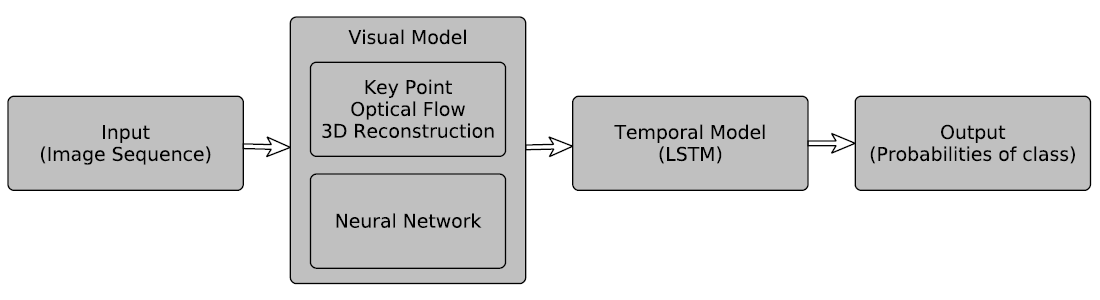 Input
(Image Sequence)
Visual Model
Key Point
Optical Flow
3D Reconstruction
Neural Network
Temporal Model
(LSTM)
Output
(Probabilities of class)